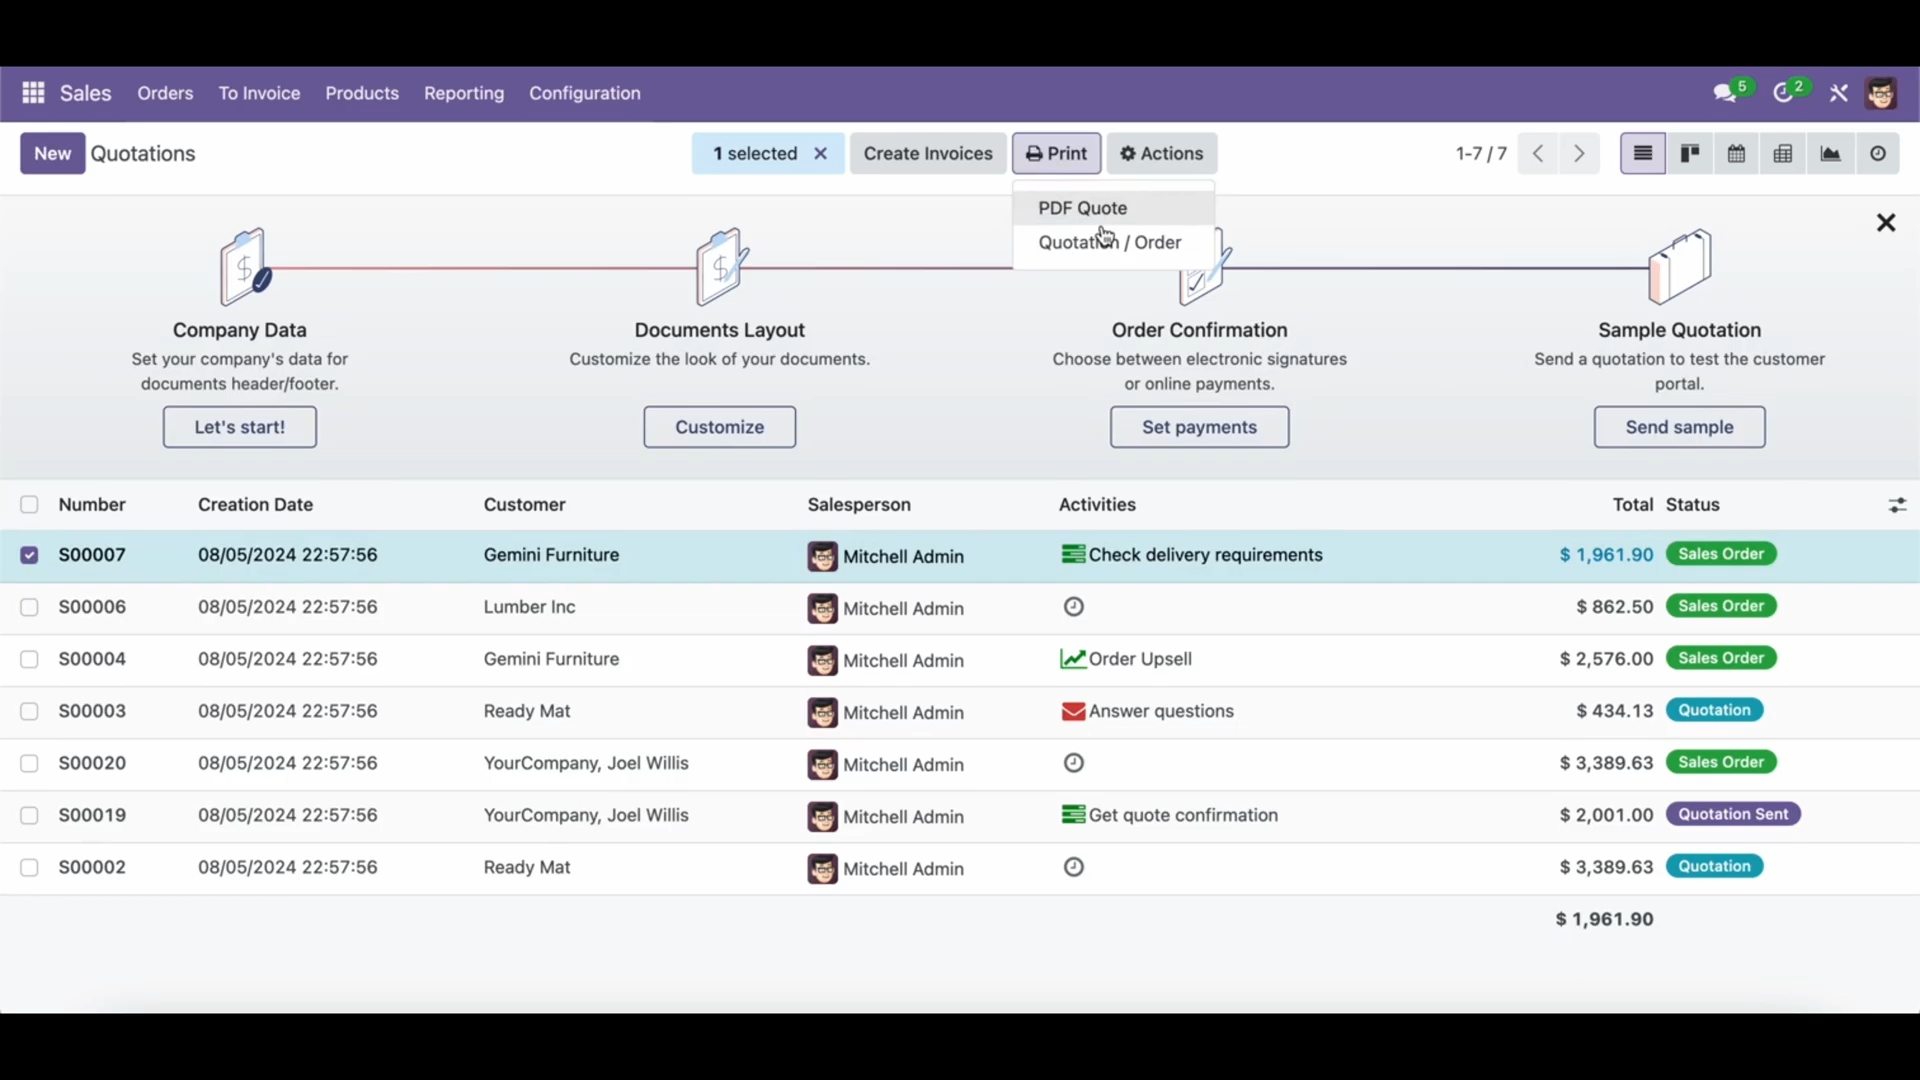 Sales Orders To Invoice Products Reporting Configuration 5 2
New Quotations 1 selected Create Invoices Print Actions 1-7 / 7
PDF Quote
Quotation / Order
Company Data Documents Layout Order Confirmation Sample Quotation
Set your company's data for Customize the look of your documents. Choose between electronic signatures Send a quotation to test the customer
documents header/footer. or online payments. portal.
Let's start! Customize Set payments Send sample
Number Creation Date Customer Salesperson Activities Total Status
S00007 08/05/2024 22:57:56 Gemini Furniture Mitchell Admin Check delivery requirements $ 1,961.90 Sales Order
S00006 08/05/2024 22:57:56 Lumber Inc Mitchell Admin $ 862.50 Sales Order
S00004 08/05/2024 22:57:56 Gemini Furniture Mitchell Admin Order Upsell $ 2,576.00 Sales Order
S00003 08/05/2024 22:57:56 Ready Mat Mitchell Admin Answer questions $ 434.13 Quotation
S00020 08/05/2024 22:57:56 YourCompany, Joel Willis Mitchell Admin $ 3,389.63 Sales Order
S00019 08/05/2024 22:57:56 YourCompany, Joel Willis Mitchell Admin Get quote confirmation $ 2,001.00 Quotation Sent
S00002 08/05/2024 22:57:56 Ready Mat Mitchell Admin $ 3,389.63 Quotation
$ 1,961.90